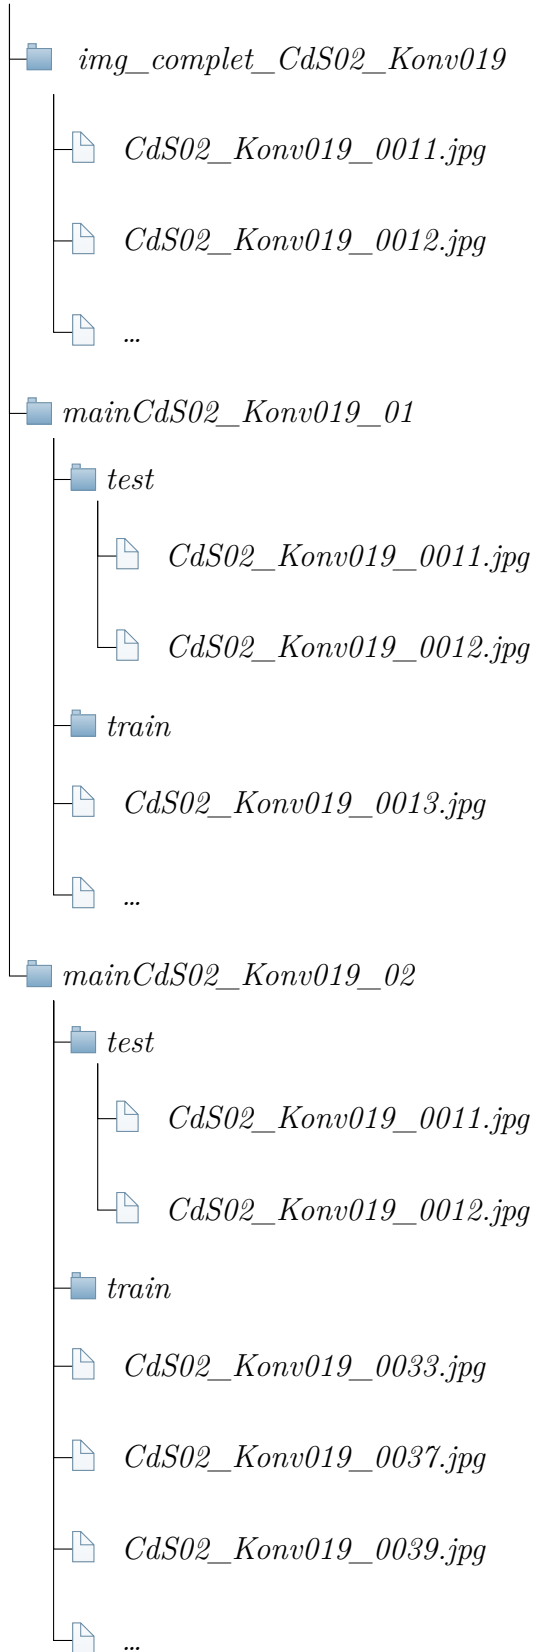 img_complet_CdS02_Konv019
CdS02_Konv019_0011.jpg
CdS02_Konv019_0012.jpg
...
mainCdS02_Konv019_01
test
CdS02_Konv019_0011.jpg
CdS02_Konv019_0012.jpg
train
CdS02_Konv019_0013.jpg
...
mainCdS02_Konv019_02
test
CdS02_Konv019_0011.jpg
CdS02_Konv019_0012.jpg
train
CdS02_Konv019_0033.jpg
CdS02_Konv019_0037.jpg
CdS02_Konv019_0039.jpg
...